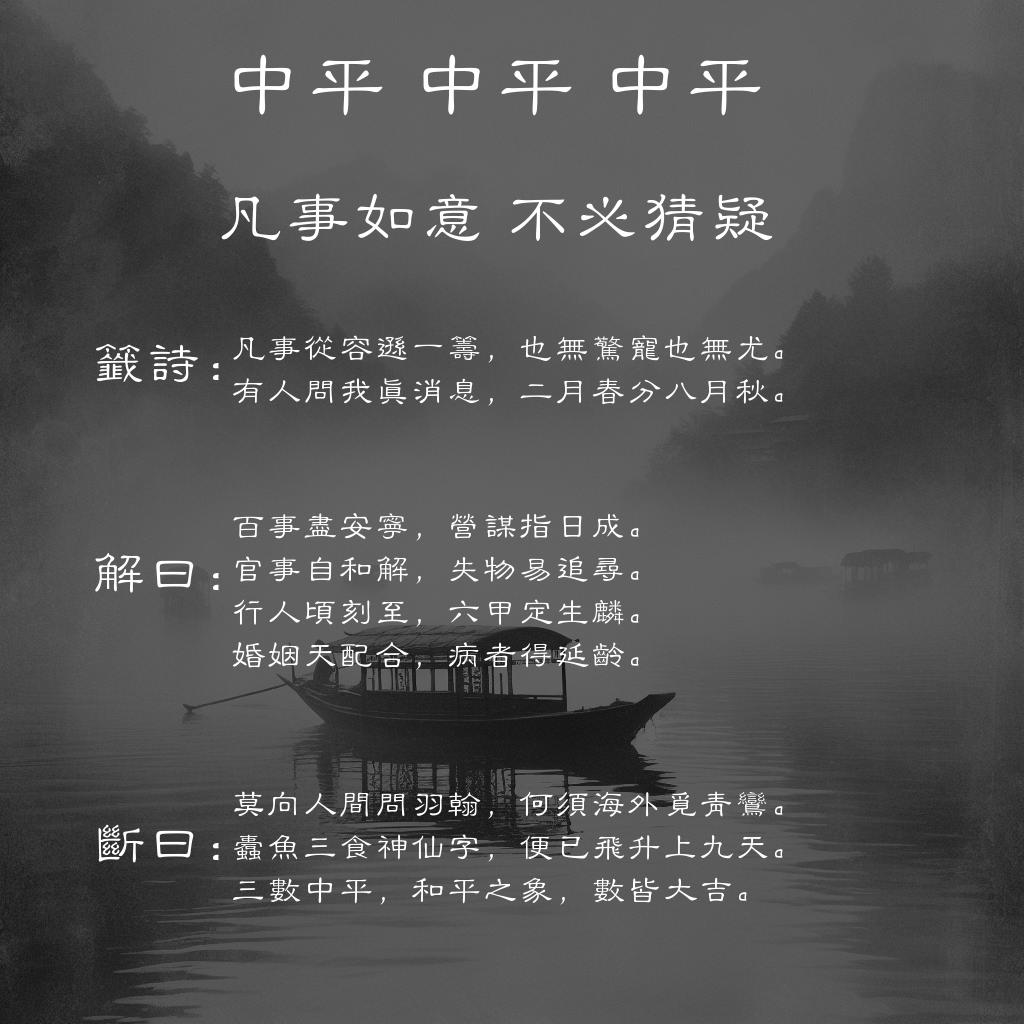 中平 中平 中平
凡事如意 不必猜疑
籤詩：
凡事從容遜一籌，也無驚寵也無尤。
有人問我眞消息，二月春分八月秋。
解曰：
百事盡安寧，營謀指日成。
官事自和解，失物易追尋。
行人頃刻至，六甲定生麟。
婚姻天配合，病者得延齡。
斷曰：
莫向人間問羽翰，何須海外覓青鸞。
蠹魚三食神仙字，便已飛升上九天。
三數中平，和平之象，數皆大吉。